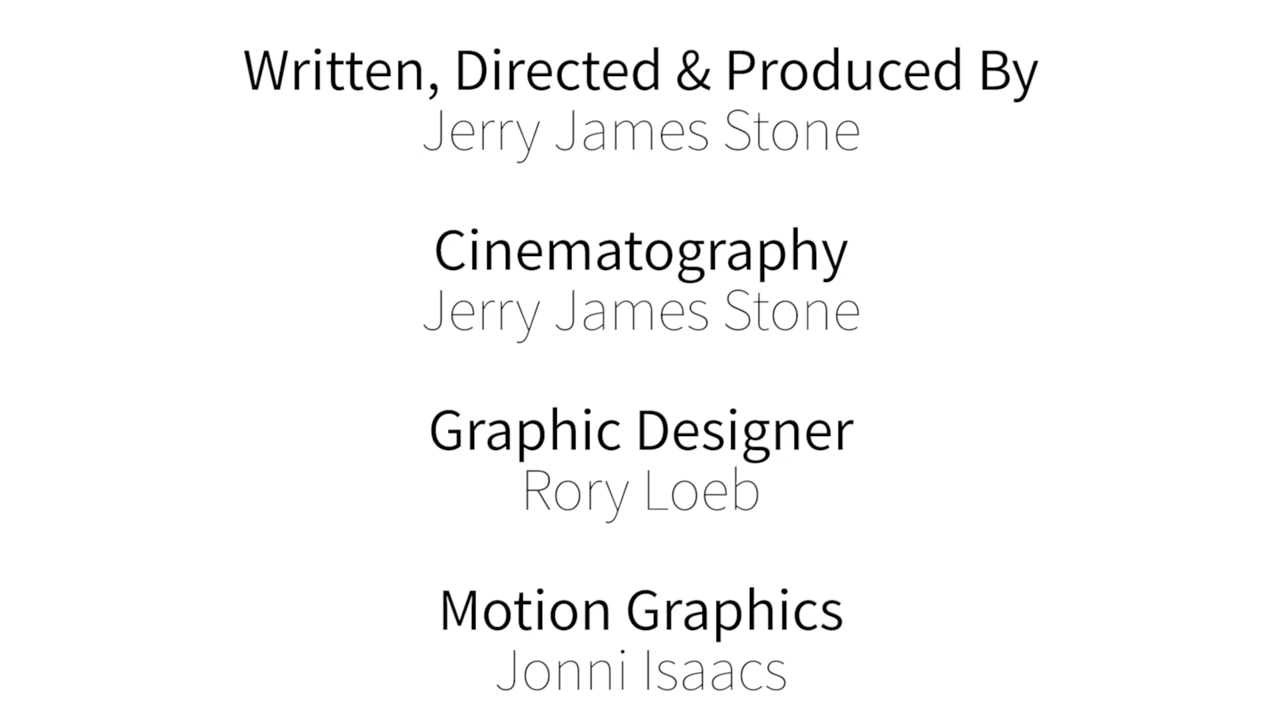 Written, Directed & Produced By
Jerry James Stone
Cinematography
Jerry James Stone
Graphic Designer
Rory Loeb
Motion Graphics
Jonni Isaacs